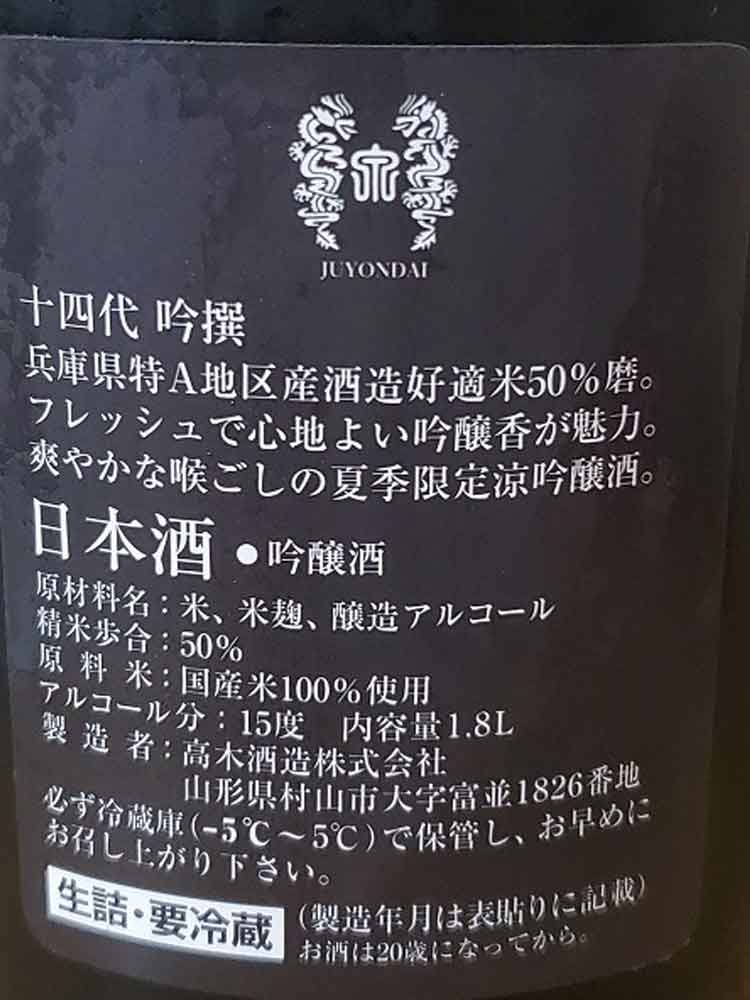 JUYONDAI
十四代 吟撰
兵庫県特A地区産酒造好適米50%磨。
フレッシュで心地よい吟醸香が魅力。
爽やかな喉ごしの夏季限定涼吟醸酒。
日本酒●吟醸酒
原材料名：米、米麹、醸造アルコール
精米歩合：50%
原料米：国産米100%使用
アルコール分：15度 内容量1.8L
製造者：高木酒造株式会社
山形県村山市大字富並1826番地
必ず冷蔵庫(-5℃〜5℃)で保管し、お早めに
お召し上がり下さい。
生詰・要冷蔵
(製造年月は表貼りに記載)
お酒は20歳になってから。